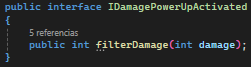 public interface IDamagePowerUpActivated
{
5 referencias
public int filterDamage(int damage);
}